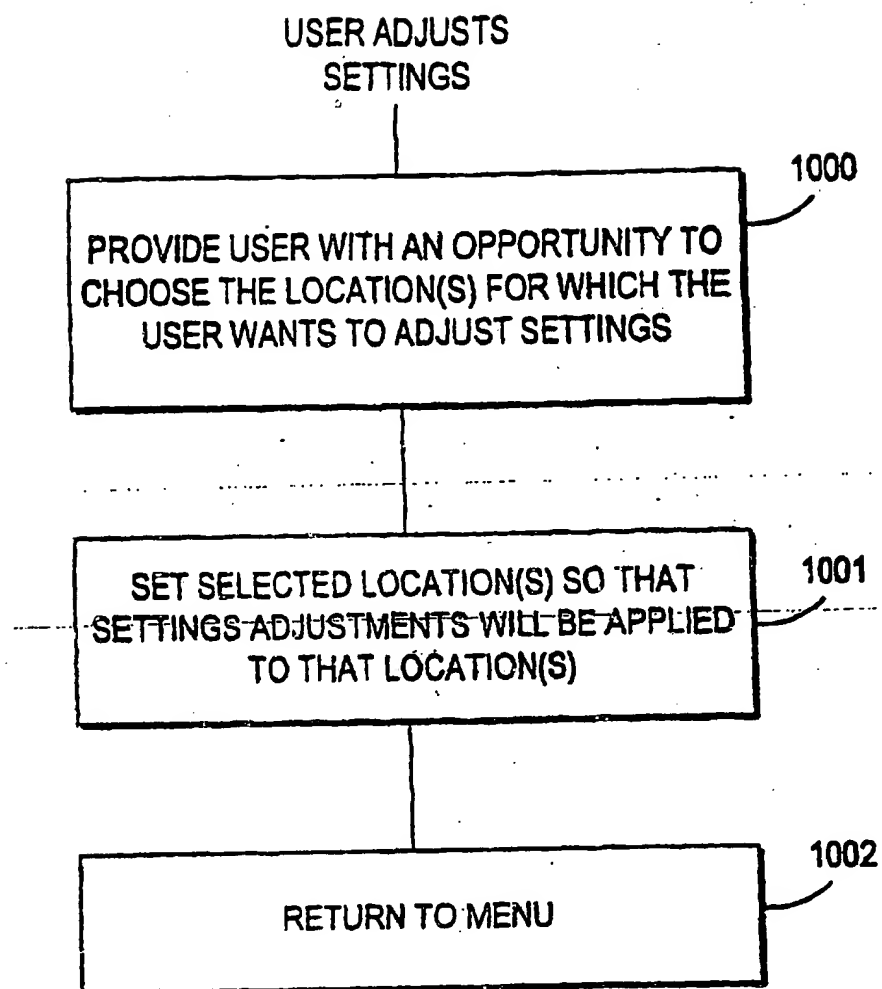 USER ADJUSTS
SETTINGS
1000
PROVIDE USER WITH AN OPPORTUNITY TO
CHOOSE THE LOCATION(S) FOR WHICH THE
USER WANTS TO ADJUST SETTINGS
1001
SET SELECTED LOCATION(S) SO THAT
SETTINGS ADJUSTMENTS WILL BE APPLIED
TO THAT LOCATION(S)
1002
RETURN TO MENU